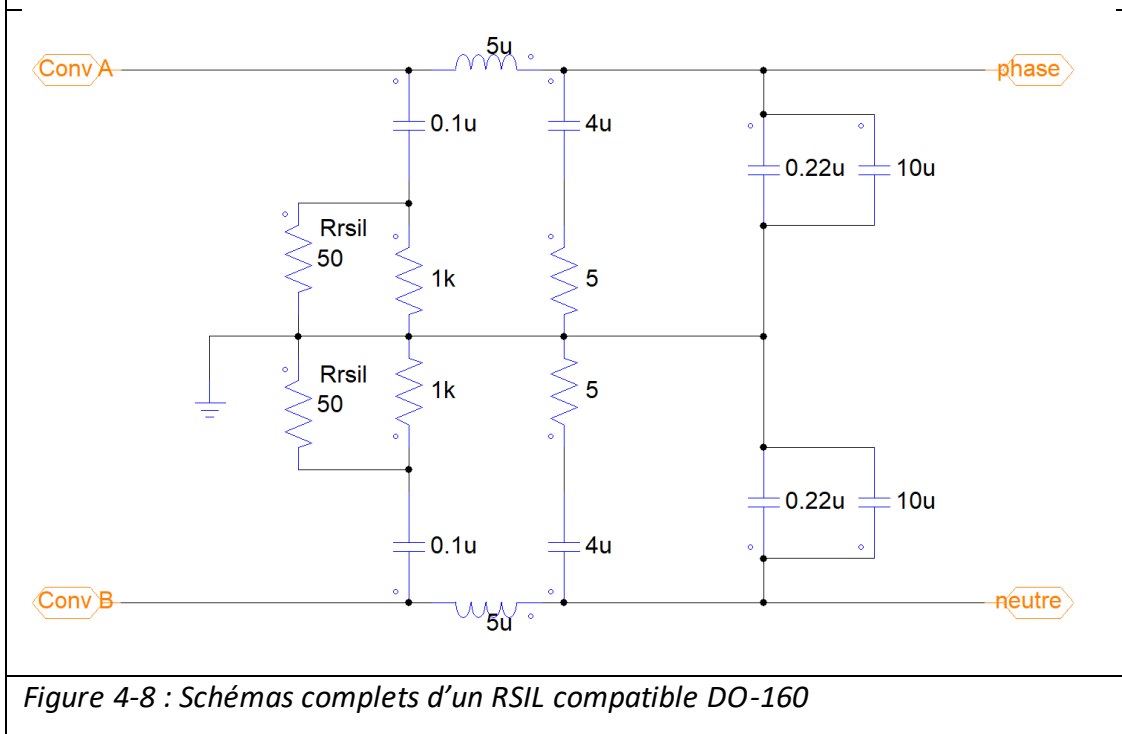 5u
Conv A
phase
0.1u
4u
0.22u
10u
Rrsil
50
1k
5
Rrsil
50
1k
5
0.22u
10u
0.1u
4u
Conv B
neutre
5u
Figure 4-8 : Schémas complets d’un RSIL compatible DO-160